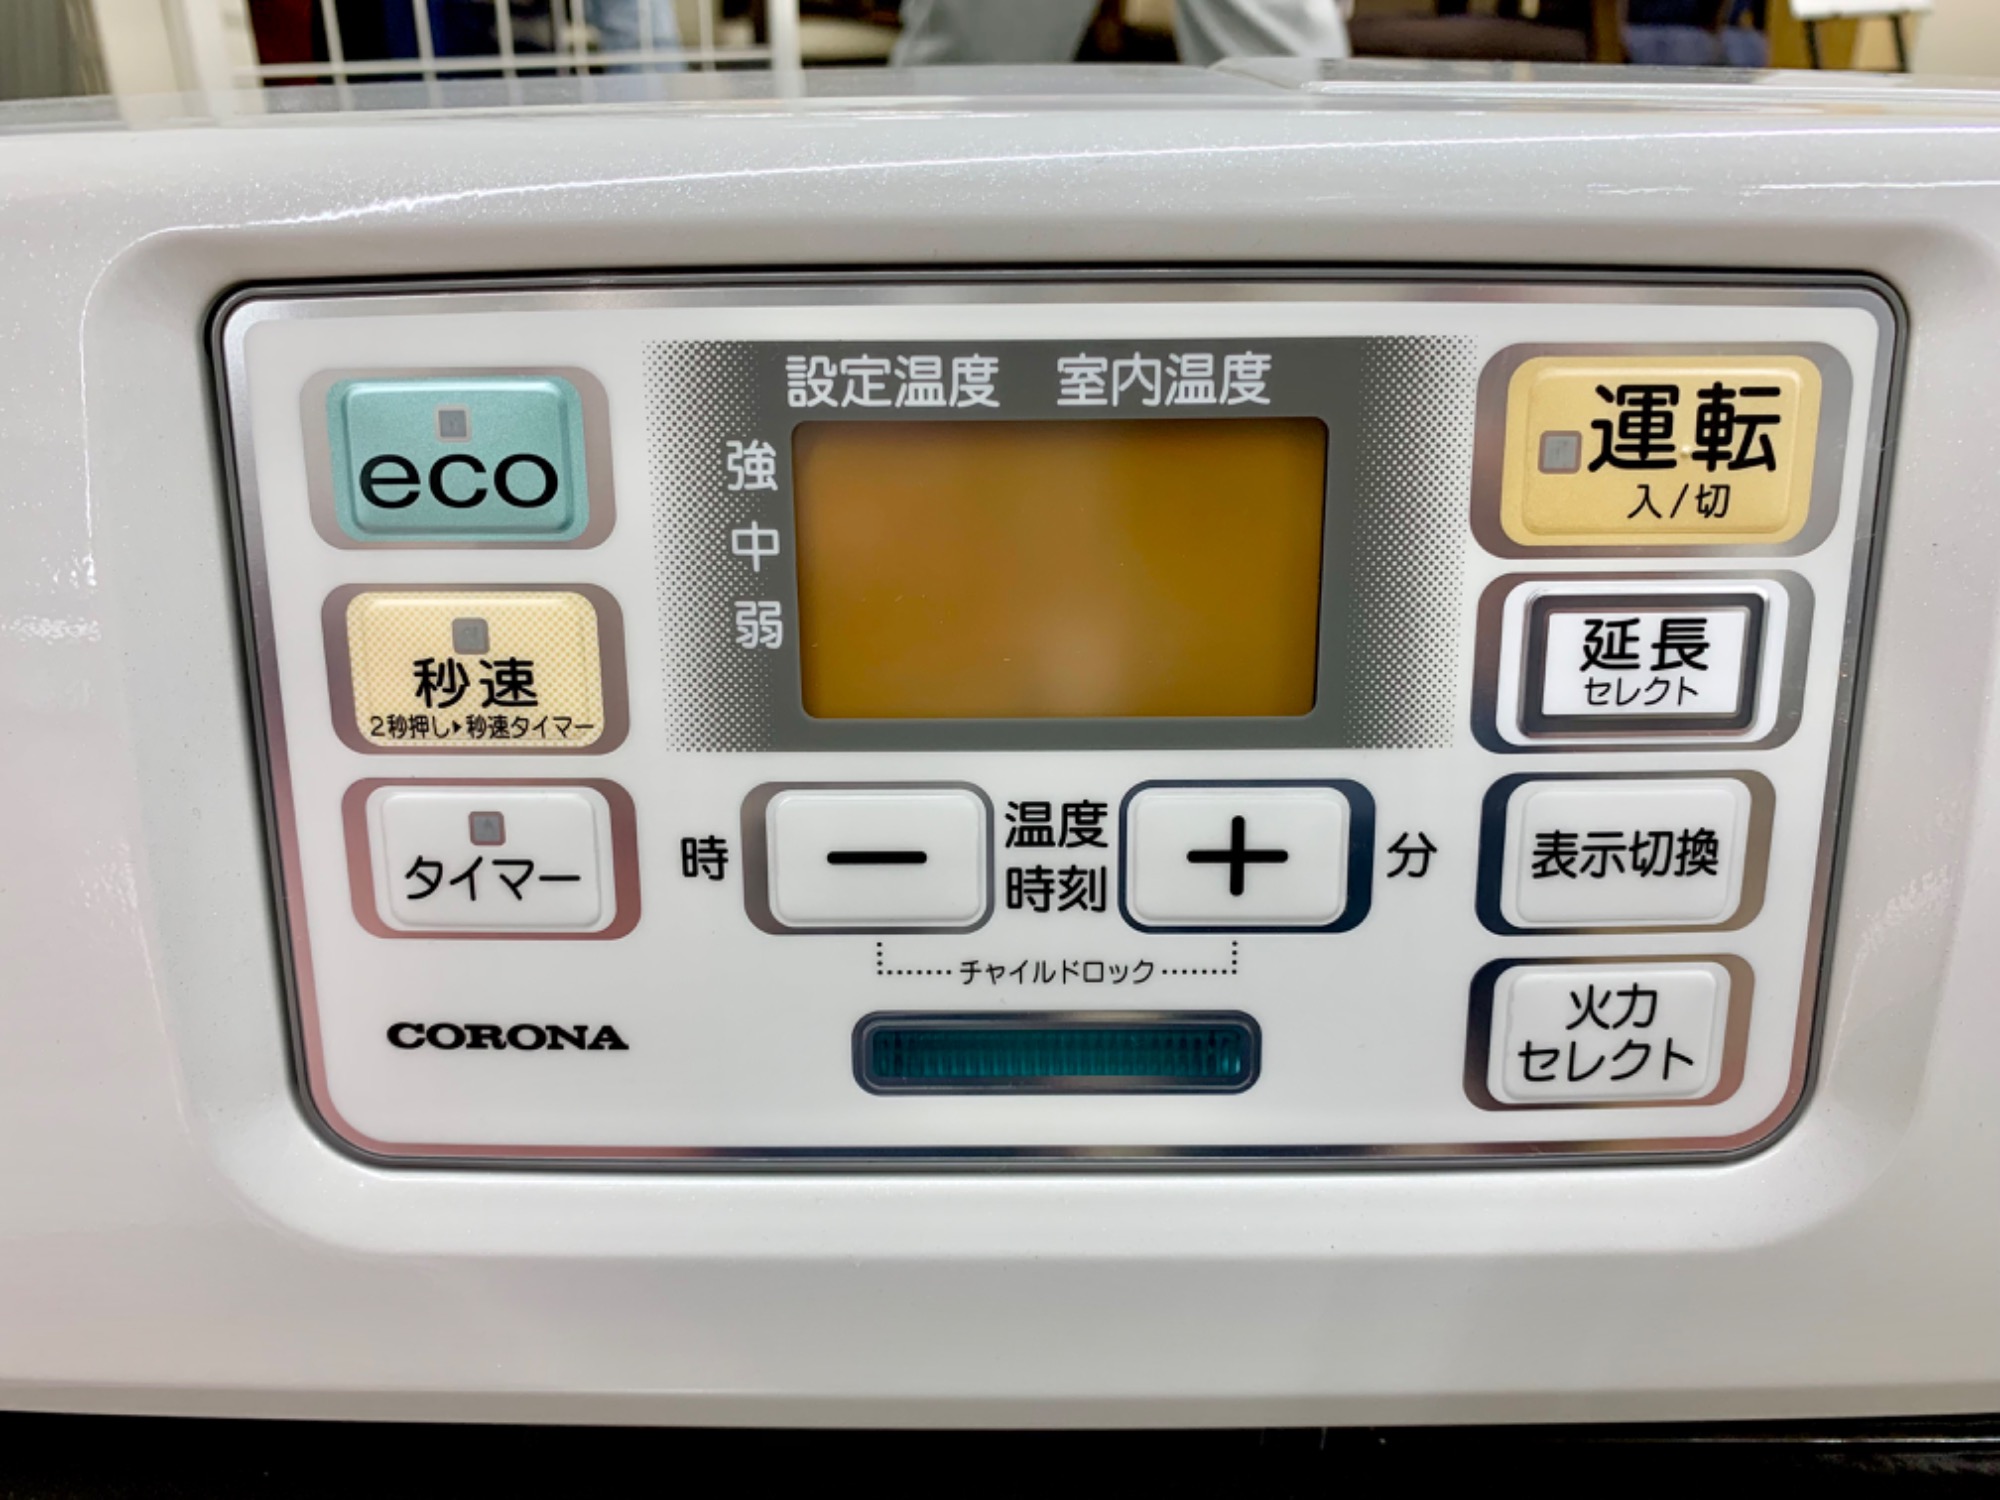 設定温度 室内温度
強
中
弱
eco
秒速
2秒押し▶秒速タイマー
タイマー
時
−
温度
時刻
+
分
チャイルドロック
運転
入/切
延長
セレクト
表示切換
火力
セレクト
CORONA